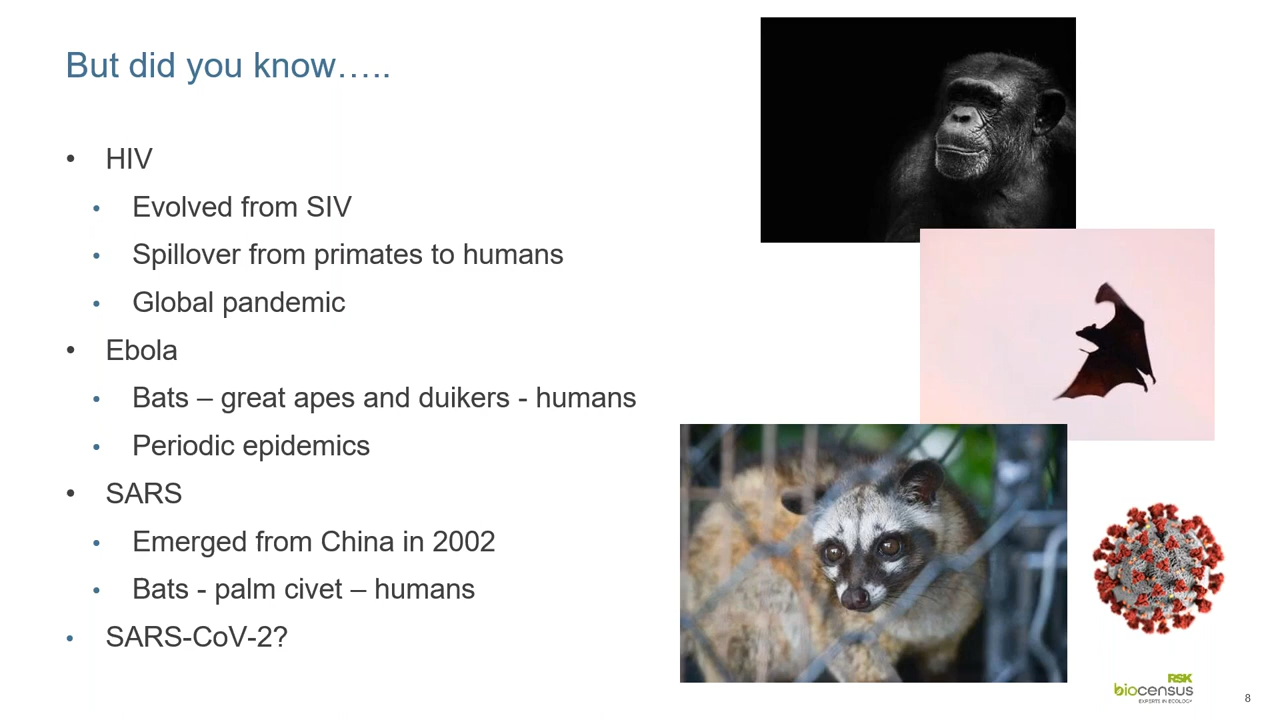 But did you know…..
• HIV
• Evolved from SIV
• Spillover from primates to humans
• Global pandemic
• Ebola
• Bats – great apes and duikers - humans
• Periodic epidemics
• SARS
• Emerged from China in 2002
• Bats - palm civet – humans
• SARS-CoV-2?
RSK
biocensus
EXPERTS IN ECOLOGY
8